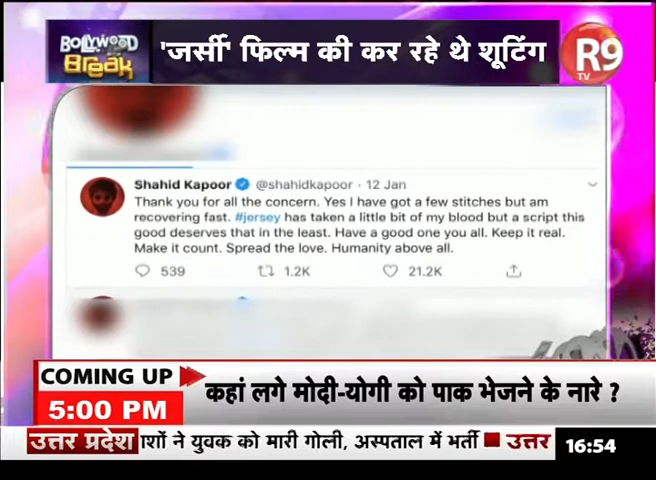 BOLLYWOOD
Break
'जर्सी' फिल्म की कर रहे थे शूटिंग
R9
TV
Shahid Kapoor @shahidkapoor · 12 Jan
Thank you for all the concern. Yes I have got a few stitches but am
recovering fast. #jersey has taken a little bit of my blood but a script this
good deserves that in the least. Have a good one you all. Keep it real.
Make it count. Spread the love. Humanity above all.
539 1.2K 21.2K
COMING UP
5:00 PM
कहां लगे मोदी-योगी को पाक भेजने के नारे ?
उत्तर प्रदेश
ाशों ने युवक को मारी गोली, अस्पताल में भर्ती
उत्तर
16:54